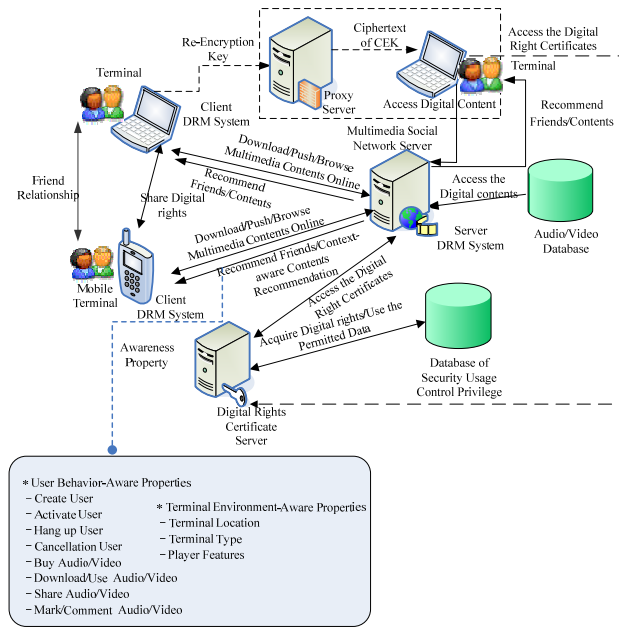 Ciphertext
of CEK
Access the Digital
Right Certificates
Re-Encryption
Key
Terminal
Terminal
Proxy
Server
Access Digital Content
Client
DRM System
Multimedia Social
Network Server
Recommend
Friends/Contents
Download/Push/Browse
Multimedia Contents Online
Recommend
Friends/Contents
Access the
Digital contents
Friend
Relationship
Share Digital
rights
Download/Push/Browse
Multimedia Contents Online
Server
DRM System
Audio/Video
Database
Recommend Friends/Context-
aware Contents
Recommendation
Mobile
Terminal
Client
DRM System
Access the Digital
Right Certificates
Acquire Digital rights/Use the
Permitted Data
Awareness
Property
Database of
Security Usage
Control Privilege
Digital Rights
Certificate
Server
* User Behavior-Aware Properties
- Create User
- Activate User
- Hang up User
- Cancellation User
- Buy Audio/Video
- Download/Use Audio/Video
- Share Audio/Video
- Mark/Comment Audio/Video
* Terminal Environment-Aware Properties
- Terminal Location
- Terminal Type
- Player Features